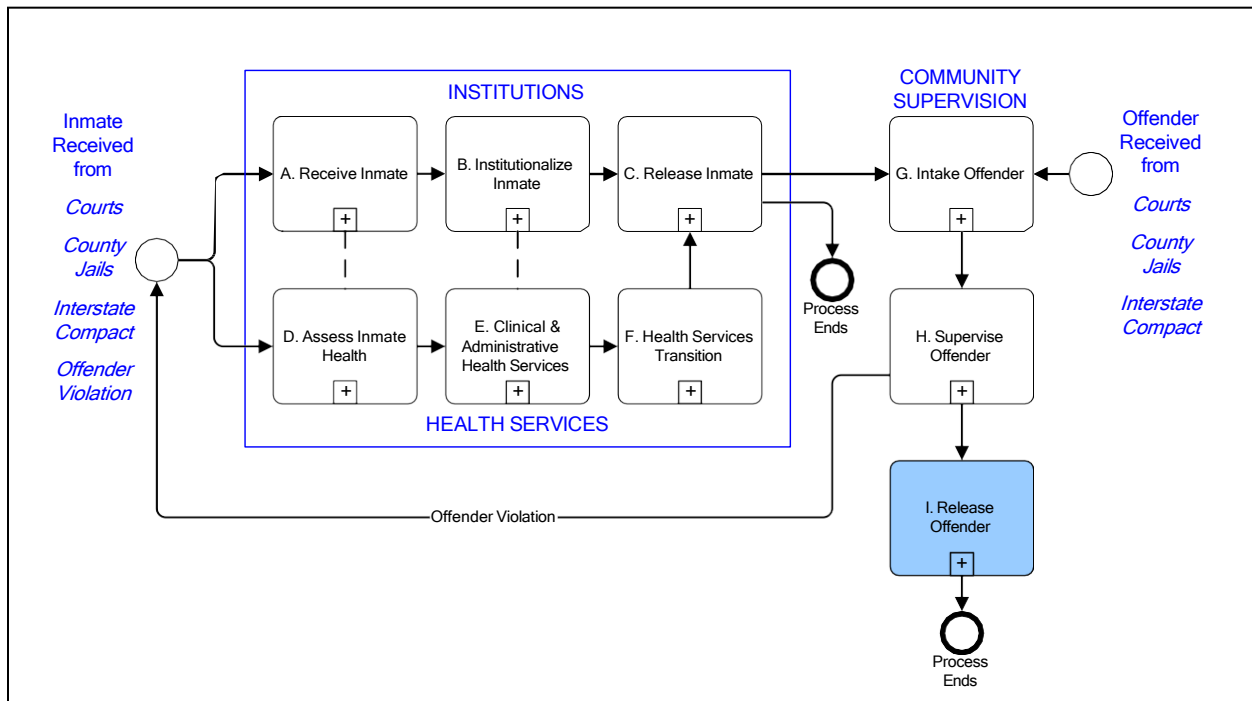 Inmate
Received
from
Courts
County
Jails
Interstate
Compact
Offender
Violation
INSTITUTIONS
A. Receive Inmate
+
B. Institutionalize
Inmate
+
C. Release Inmate
+
D. Assess Inmate
Health
+
E. Clinical &
Administrative
Health Services
+
F. Health Services
Transition
+
HEALTH SERVICES
Process
Ends
Offender Violation
COMMUNITY
SUPERVISION
G. Intake Offender
+
H. Supervise
Offender
+
I. Release
Offender
+
Process
Ends
Offender
Received
from
Courts
County
Jails
Interstate
Compact